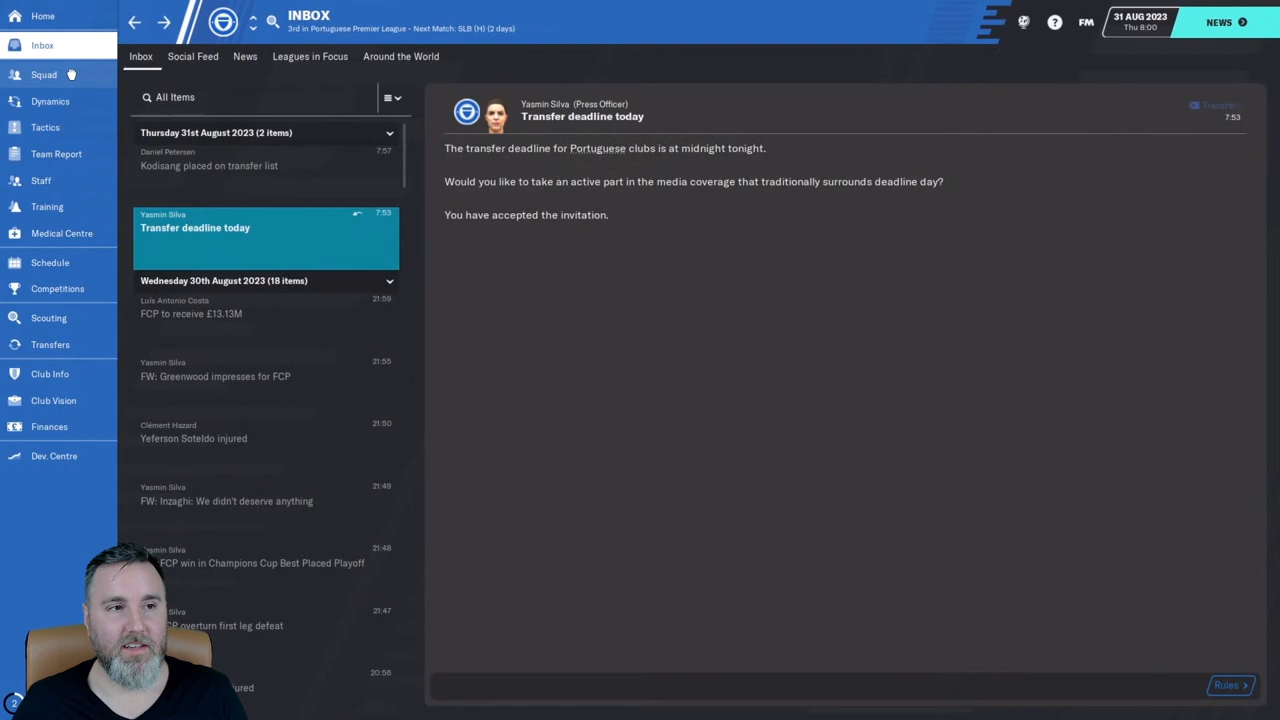 Home
Inbox
Squad
Dynamics
Tactics
Team Report
Staff
Training
Medical Centre
Schedule
Competitions
Scouting
Transfers
Club Info
Club Vision
Finances
Dev. Centre
2
INBOX
3rd in Portuguese Premier League - Next Match: SLB (H) (2 days)
FM
31 AUG 2023
Thu 8:00
NEWS
Inbox
Social Feed
News
Leagues in Focus
Around the World
All Items
Thursday 31st August 2023 (2 items)
Daniel Petersen
7:57
Kodisang placed on transfer list
Yasmin Silva
7:53
Transfer deadline today
Wednesday 30th August 2023 (18 items)
Luís Antonio Costa
21:59
FCP to receive £13.13M
Yasmin Silva
21:55
FW: Greenwood impresses for FCP
Clément Hazard
21:50
Yeferson Soteldo injured
Yasmin Silva
21:49
FW: Inzaghi: We didn't deserve anything
Silva
21:48
FCP win in Champions Cup Best Placed Playoff
Silva
21:47
overturn first leg defeat
20:56
Yasmin Silva (Press Officer)
Transfer deadline today
Transfers
7:53
The transfer deadline for Portuguese clubs is at midnight tonight.
Would you like to take an active part in the media coverage that traditionally surrounds deadline day?
You have accepted the invitation.
Rules